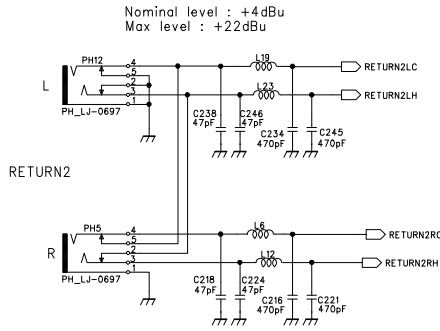 Nominal level : +4dBu
Max level : +22dBu
PH12
4
5
2
3
1
L
PH_LJ-0697
L19
RETURN2LC
L23
RETURN2LH
C238
47pF
C246
47pF
C234
470pF
C245
470pF
RETURN2
PH5
4
5
2
3
1
R
PH_LJ-0697
L6
RETURN2RC
L12
RETURN2RH
C218
47pF
C224
47pF
C216
470pF
C221
470pF